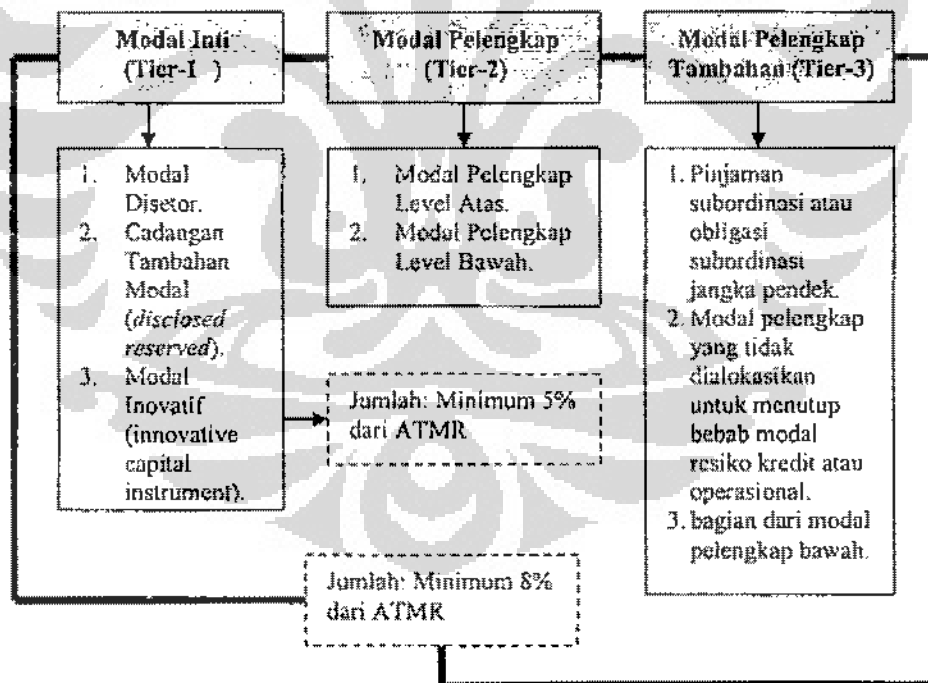 Modal Inti
(Tier-1 )
Modal Pelengkap
(Tier-2)
Modal Pelengkap
Tambahan (Tier-3)
1. Modal
Disetor.
2. Cadangan
Tambahan
Modal
(disclosed
reserved).
3. Modal
Inovatif
(innovative
capital
instrument).
1. Modal Pelengkap
Level Atas.
2. Modal Pelengkap
Level Bawah.
1. Pinjaman
subordinasi atau
obligasi
subordinasi
jangka pendek.
2. Modal pelengkap
yang tidak
dialokasikan
untuk menutup
bebab modal
resiko kredit atau
operasional.
3. bagian dari modal
pelengkap bawah.
Jumlah: Minimum 5%
dari ATMR
Jumlah: Minimum 8%
dari ATMR